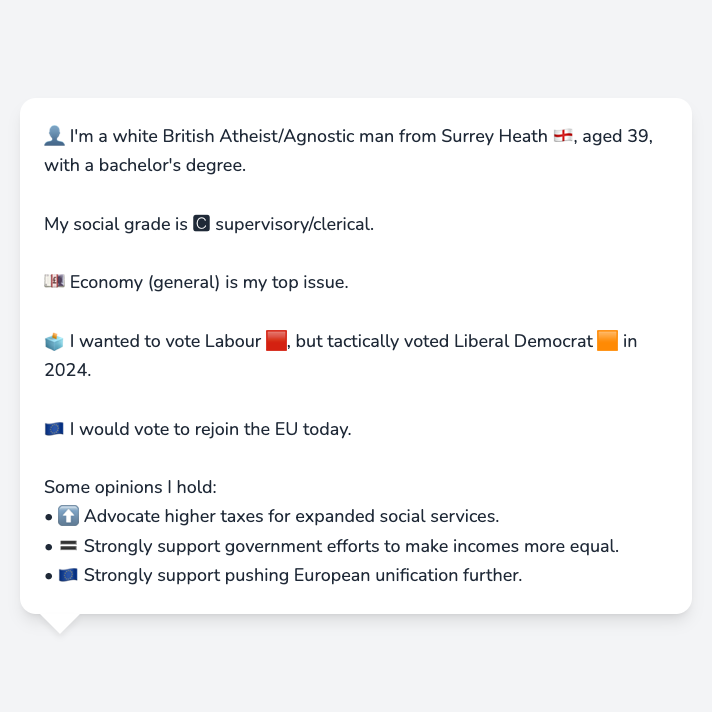 👤 I'm a white British Atheist/Agnostic man from Surrey Heath 🏴󠁧󠁢󠁥󠁮󠁧󠁿, aged 39,
with a bachelor's degree.
My social grade is 🅲 supervisory/clerical.
💷 Economy (general) is my top issue.
🗳️ I wanted to vote Labour 🟥, but tactically voted Liberal Democrat 🟧 in
2024.
🇪🇺 I would vote to rejoin the EU today.
Some opinions I hold:
• ⬆️ Advocate higher taxes for expanded social services.
• 🟰 Strongly support government efforts to make incomes more equal.
• 🇪🇺 Strongly support pushing European unification further.